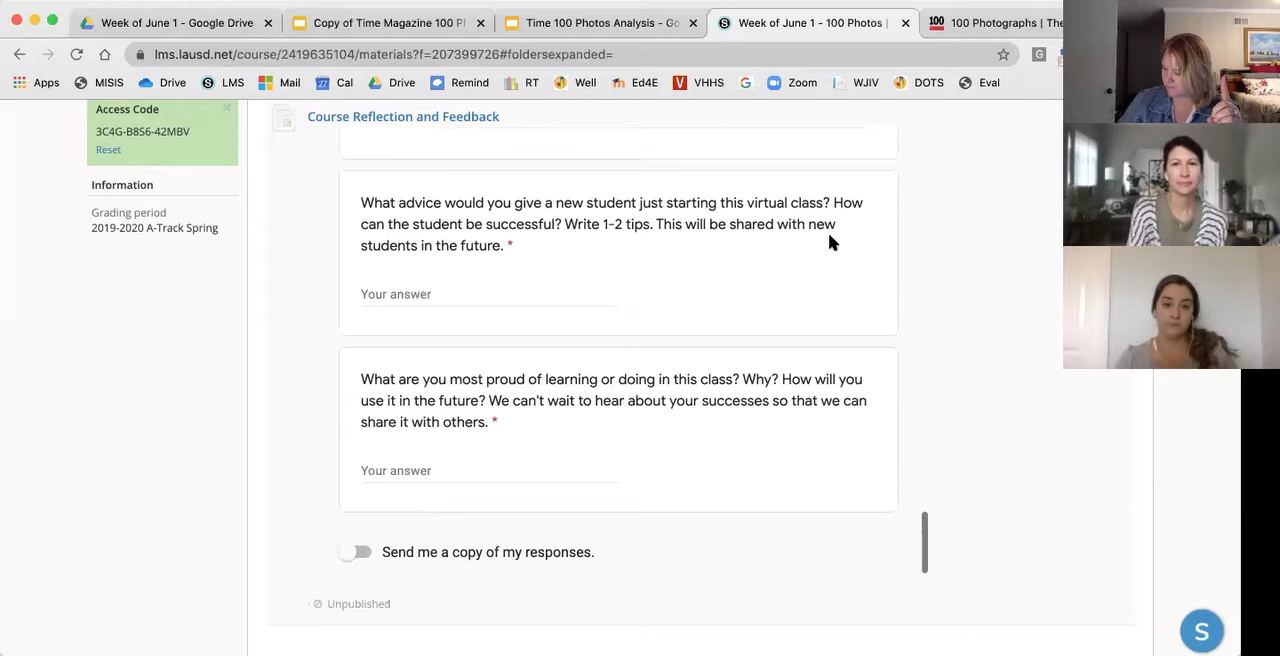 Week of June 1 - Google Drive
Copy of Time Magazine 100 Ph
Time 100 Photos Analysis - Go
Week of June 1 - 100 Photos |
100 Photographs | The
lms.lausd.net/course/2419635104/materials?f=207399726#foldersexpanded=
Apps MISIS Drive LMS Mail Cal Drive Remind RT Well Ed4E VHHS Zoom WJIV DOTS Eval
Access Code
3C4G-B8S6-42MBV
Reset
Information
Grading period
2019-2020 A-Track Spring
Course Reflection and Feedback
What advice would you give a new student just starting this virtual class? How
can the student be successful? Write 1-2 tips. This will be shared with new
students in the future. *
Your answer
What are you most proud of learning or doing in this class? Why? How will you
use it in the future? We can't wait to hear about your successes so that we can
share it with others. *
Your answer
Send me a copy of my responses.
Unpublished
S